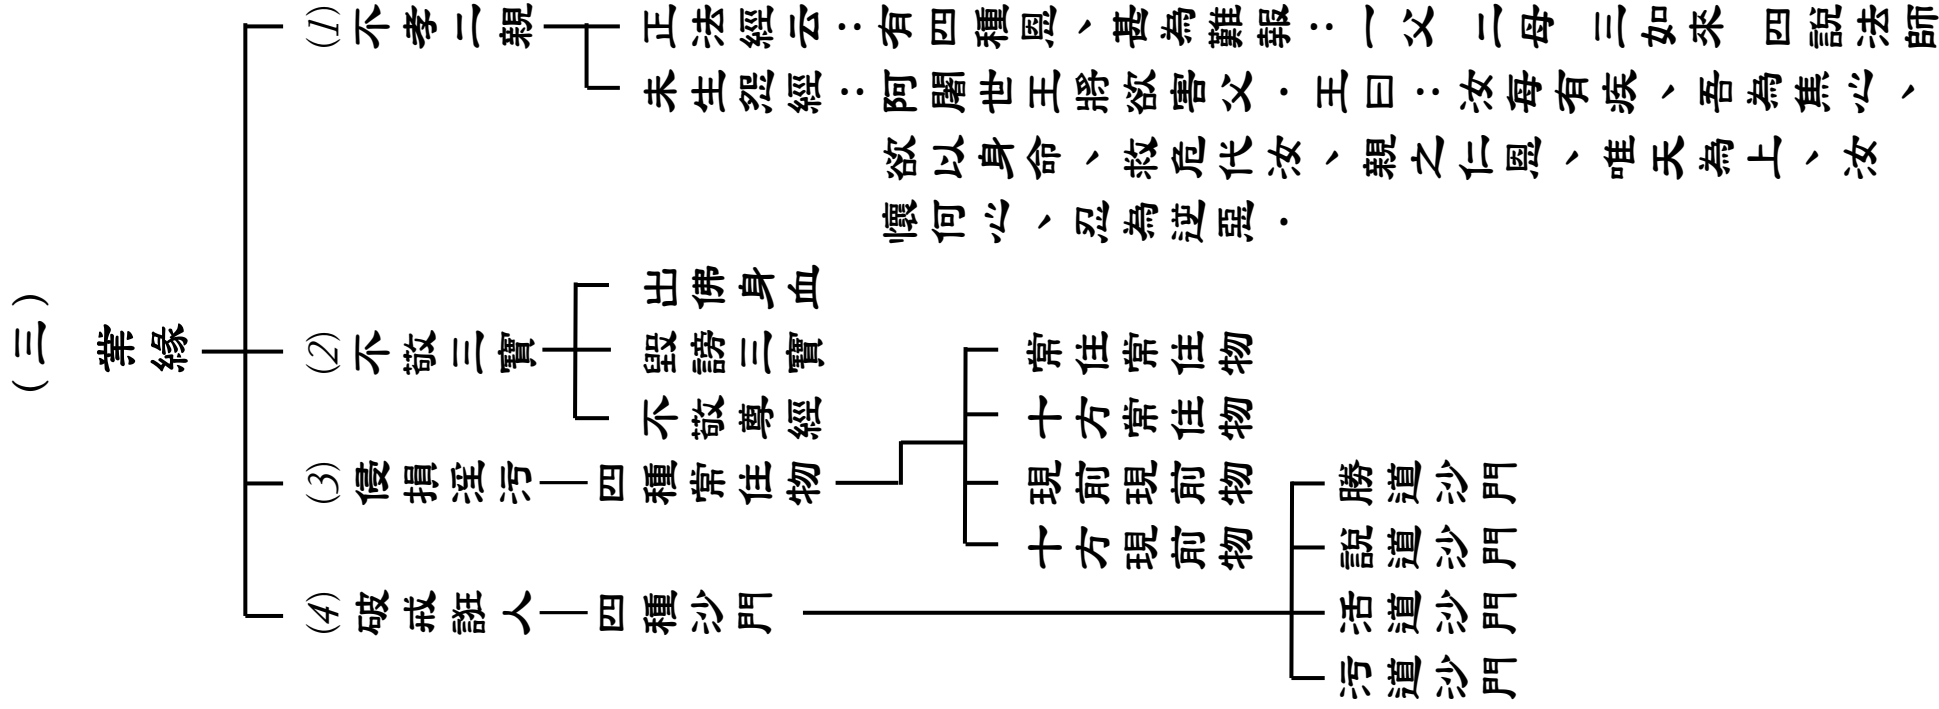 (三)
業緣
(1)不孝二親
正法經云：有四種恩、甚為難報：一父 二母 三如來 四說法師
未生怨經：阿闍世王將欲害父．王曰：汝每有疾、吾為焦心、
欲以身命、救危代汝、親之仁恩、唯天為上、汝
懷何心、忍為逆惡．
(2)不敬三寶
出佛身血
毀謗三寶
不敬尊經
(3)侵損淫污
四種常住物
常住常住物
十方常住物
現前現前物
十方現前物
(4)破戒誑人
四種沙門
勝道沙門
說道沙門
活道沙門
污道沙門